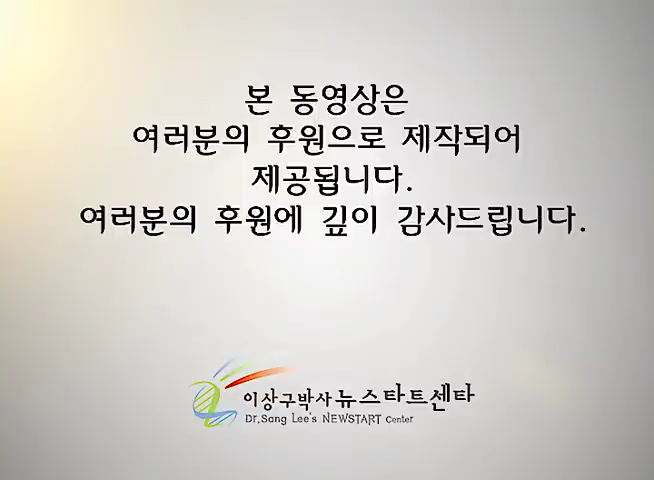 본 동영상은
여러분의 후원으로 제작되어
제공됩니다.
여러분의 후원에 깊이 감사드립니다.
이상구박사 뉴스타트센타
Dr.Sang Lee's NEWSTART Center